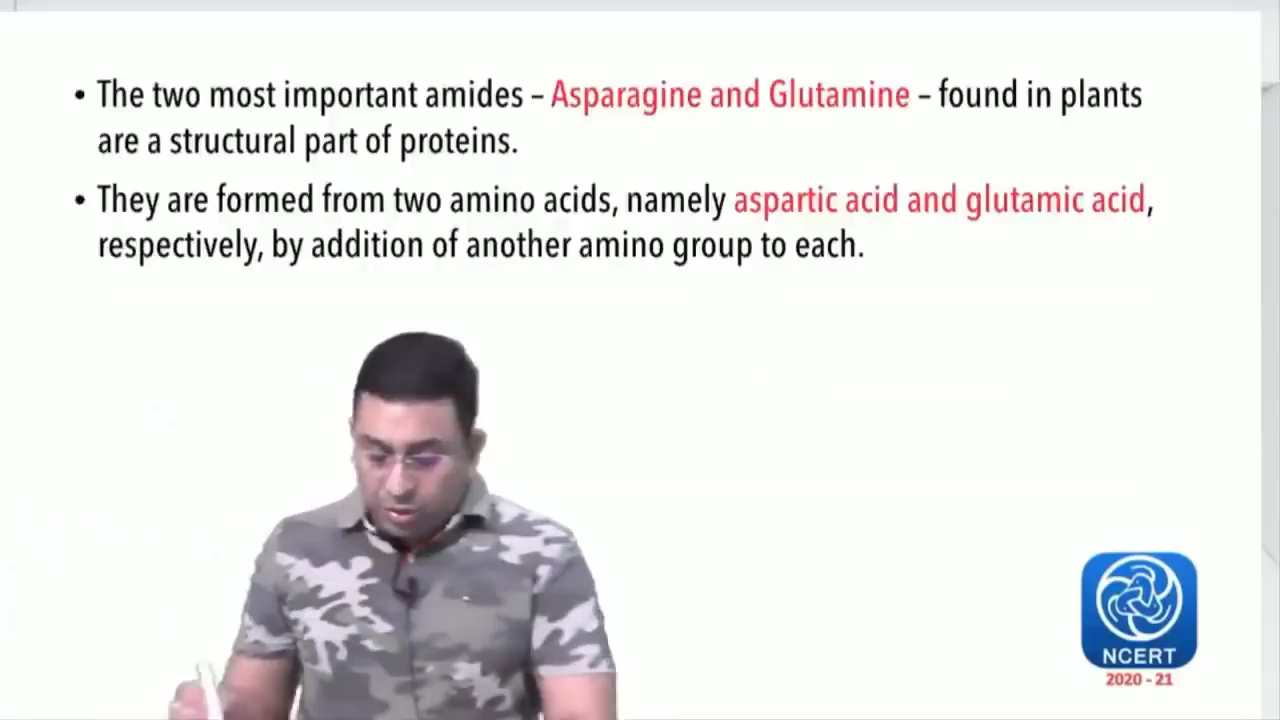 • The two most important amides – Asparagine and Glutamine – found in plants
are a structural part of proteins.
• They are formed from two amino acids, namely aspartic acid and glutamic acid,
respectively, by addition of another amino group to each.
NCERT
2020 - 21